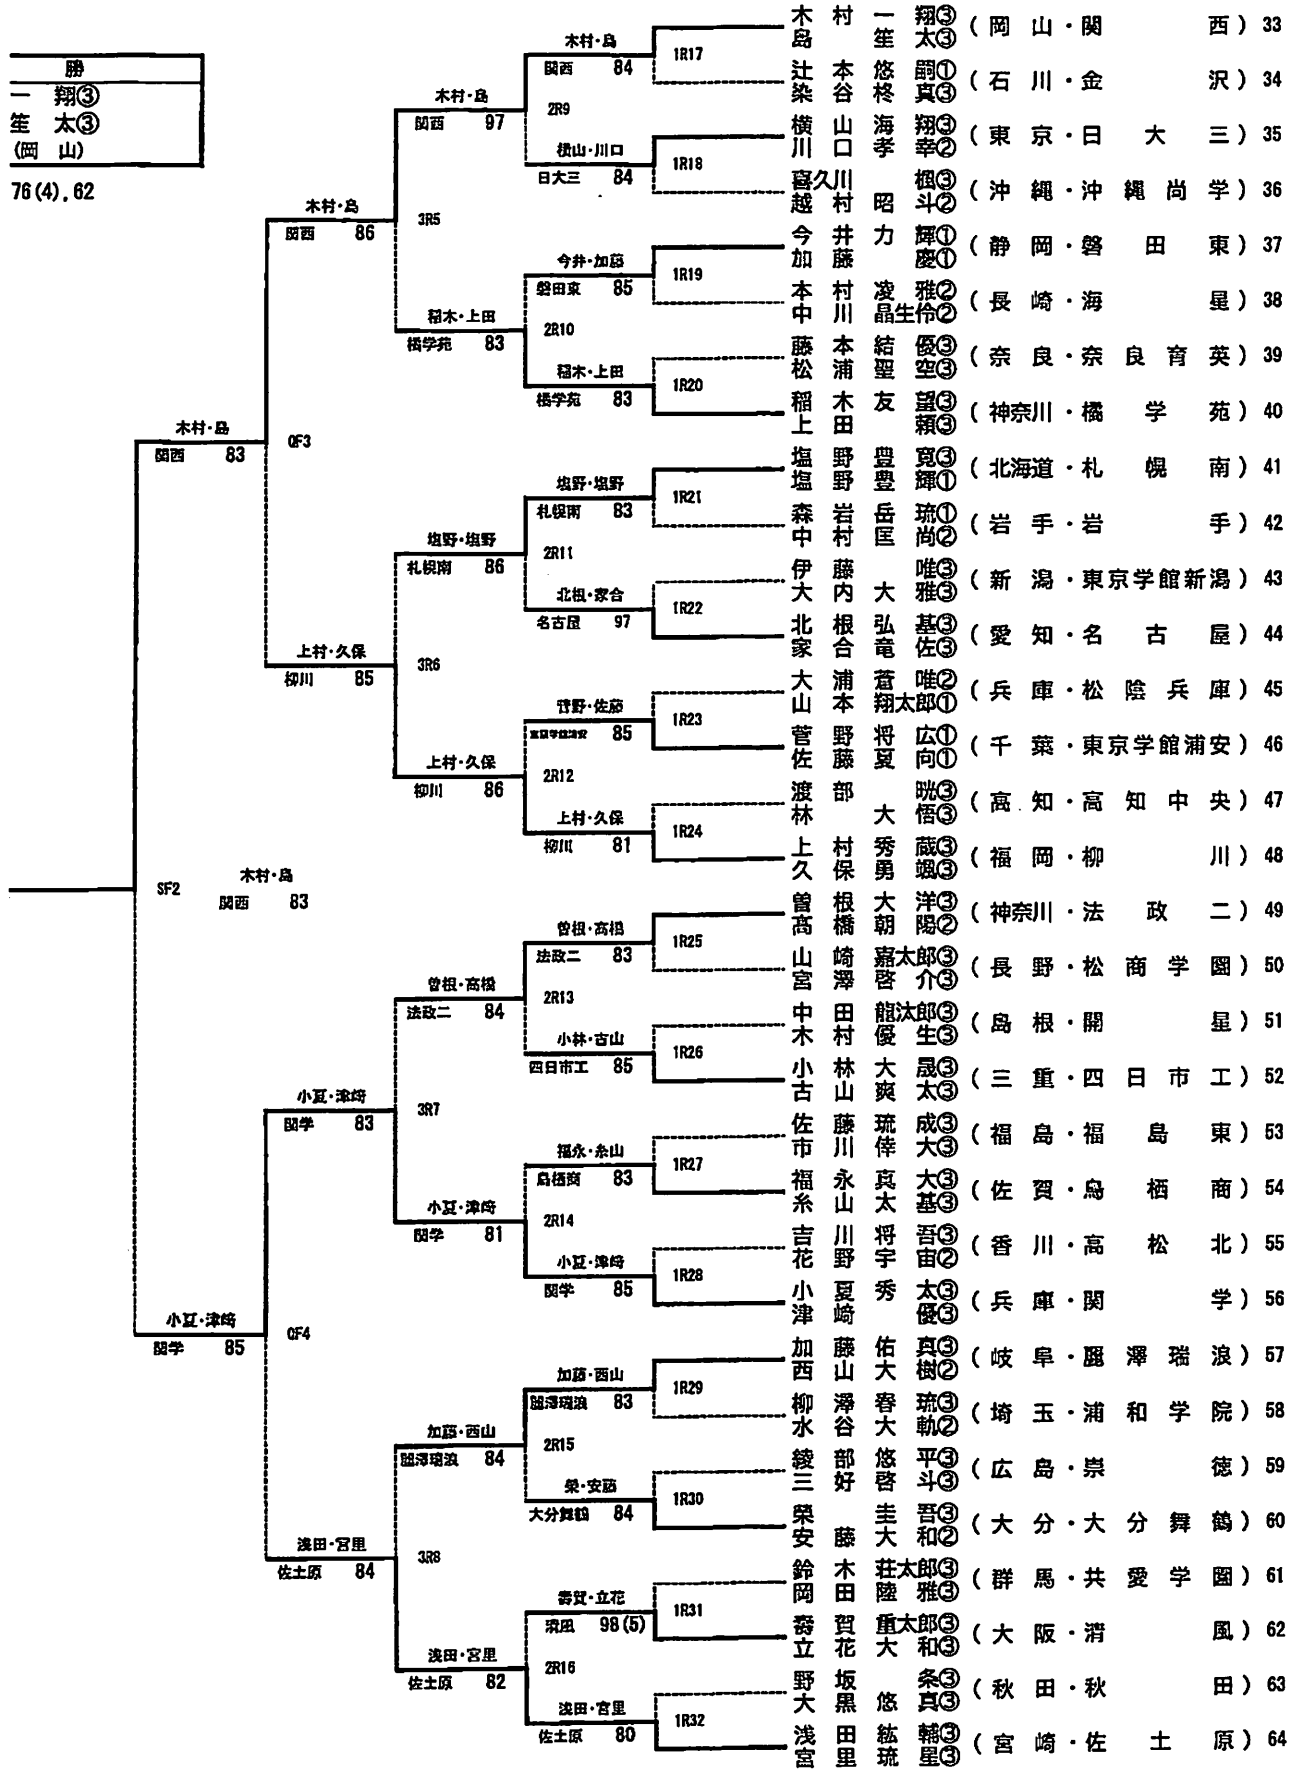 勝
一 翔③
笙 太③
(岡 山)
76(4), 62
木村一翔③ 島笙太③ (岡山・関西) 33
辻本悠嗣① 染谷柊真③ (石川・金沢) 34
横山海翔③ 川口孝幸② (東京・日大三) 35
喜久川楓③ 越村昭斗② (沖縄・沖縄尚学) 36
今井力輝① 加藤慶① (静岡・磐田東) 37
本村凌雅② 中川晶生伶② (長崎・海星) 38
藤本結優③ 松浦聖空③ (奈良・奈良育英) 39
稲木友望③ 上田頼③ (神奈川・橘学苑) 40
塩野豊寛③ 塩野豊輝① (北海道・札幌南) 41
森岩岳琉① 中村匡尚② (岩手・岩手) 42
伊藤唯③ 大内大雅③ (新潟・東京学館新潟) 43
北根弘基③ 家合竜佐③ (愛知・名古屋) 44
大浦蒼唯② 山本翔太郎① (兵庫・松陰兵庫) 45
菅野将広① 佐藤夏向① (千葉・東京学館浦安) 46
渡部晄③ 林大悟③ (高知・高知中央) 47
上村秀蔵③ 久保勇颯③ (福岡・柳川) 48
曽根大洋③ 髙橋朝陽② (神奈川・法政二) 49
山崎嘉太郎③ 宮澤啓介③ (長野・松商学園) 50
中田龍汰郎③ 木村優生③ (島根・開星) 51
小林大晟③ 古山爽太③ (三重・四日市工) 52
佐藤琉成③ 市川倖大③ (福島・福島東) 53
福永真大③ 糸山太基③ (佐賀・鳥栖商) 54
吉川将吾③ 花野宇宙② (香川・高松北) 55
小夏秀太③ 津﨑優③ (兵庫・関学) 56
加藤佑真③ 西山大樹② (岐阜・麗澤瑞浪) 57
柳澤春琉③ 水谷大軌② (埼玉・浦和学院) 58
綾部悠平③ 三好啓斗③ (広島・崇徳) 59
榮圭吾③ 安藤大和② (大分・大分舞鶴) 60
鈴木荘太郎③ 岡田陸雅③ (群馬・共愛学園) 61
壽賀重太郎③ 立花大和③ (大阪・清風) 62
野坂条③ 大黒悠真③ (秋田・秋田) 63
浅田紘輔③ 宮里琉星③ (宮崎・佐土原) 64
1R17 木村・島 関西 84
1R18 横山・川口 日大三 84
1R19 今井・加藤 磐田東 85
1R20 稲木・上田 橘学苑 83
1R21 塩野・塩野 札幌南 83
1R22 北根・家合 名古屋 97
1R23 菅野・佐藤 東京学館浦安 85
1R24 上村・久保 柳川 81
1R25 曽根・髙橋 法政二 83
1R26 小林・古山 四日市工 85
1R27 福永・糸山 鳥栖商 83
1R28 小夏・津﨑 関学 85
1R29 加藤・西山 麗澤瑞浪 83
1R30 榮・安藤 大分舞鶴 84
1R31 壽賀・立花 清風 98(5)
1R32 浅田・宮里 佐土原 80
2R9 木村・島 関西 97
2R10 稲木・上田 橘学苑 83
2R11 塩野・塩野 札幌南 86
2R12 上村・久保 柳川 86
2R13 曽根・髙橋 法政二 84
2R14 小夏・津﨑 関学 81
2R15 加藤・西山 麗澤瑞浪 84
2R16 浅田・宮里 佐土原 82
3R5 木村・島 関西 86
3R6 上村・久保 柳川 85
3R7 小夏・津﨑 関学 83
3R8 浅田・宮里 佐土原 84
QF3 木村・島 関西 83
QF4 小夏・津﨑 関学 85
SF2 木村・島 関西 83